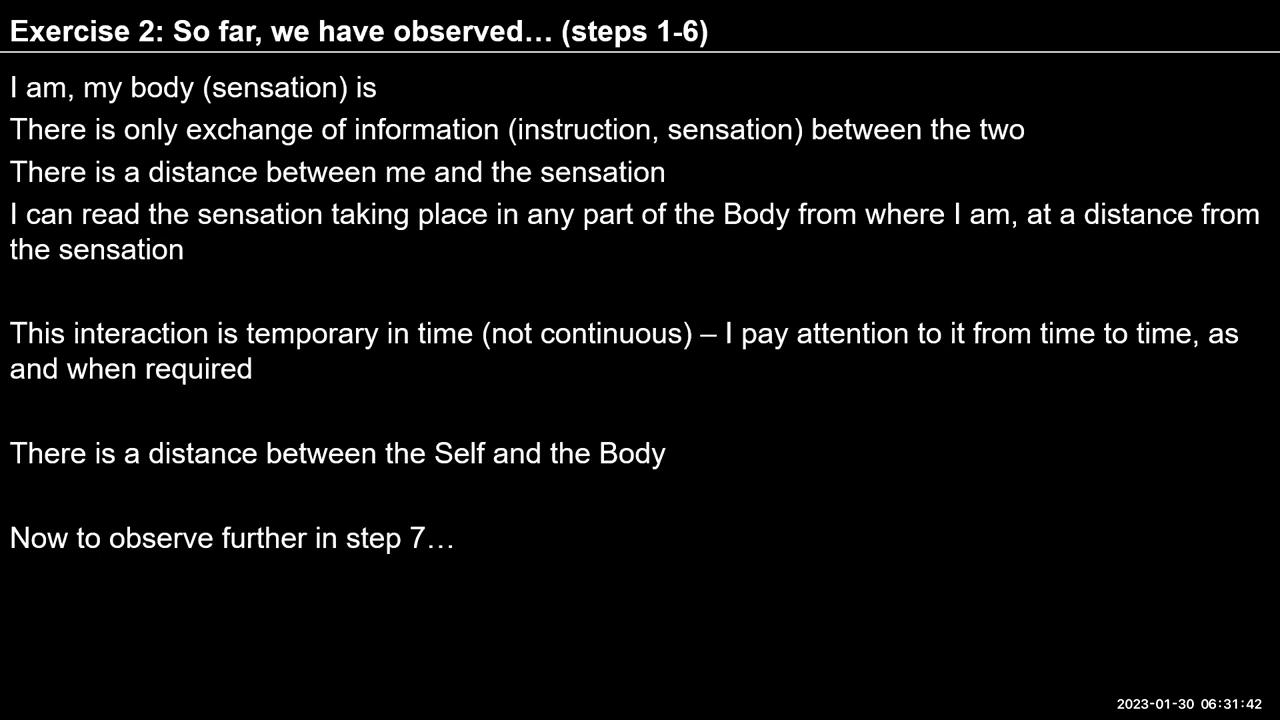 Exercise 2: So far, we have observed… (steps 1-6)
I am, my body (sensation) is
There is only exchange of information (instruction, sensation) between the two
There is a distance between me and the sensation
I can read the sensation taking place in any part of the Body from where I am, at a distance from
the sensation
This interaction is temporary in time (not continuous) – I pay attention to it from time to time, as
and when required
There is a distance between the Self and the Body
Now to observe further in step 7…
2023-01-30 06:31:42